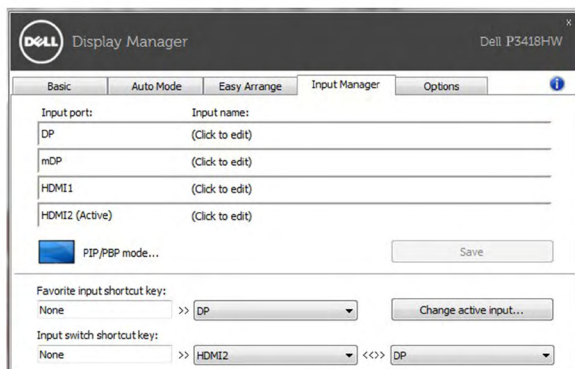 DELL Display Manager
Dell P3418HW
x
Basic Auto Mode Easy Arrange Input Manager Options i
Input port: Input name:
DP (Click to edit)
mDP (Click to edit)
HDMI1 (Click to edit)
HDMI2 (Active) (Click to edit)
PIP/PBP mode... Save
Favorite input shortcut key:
None >> DP Change active input...
Input switch shortcut key:
None >> HDMI2 <<>> DP